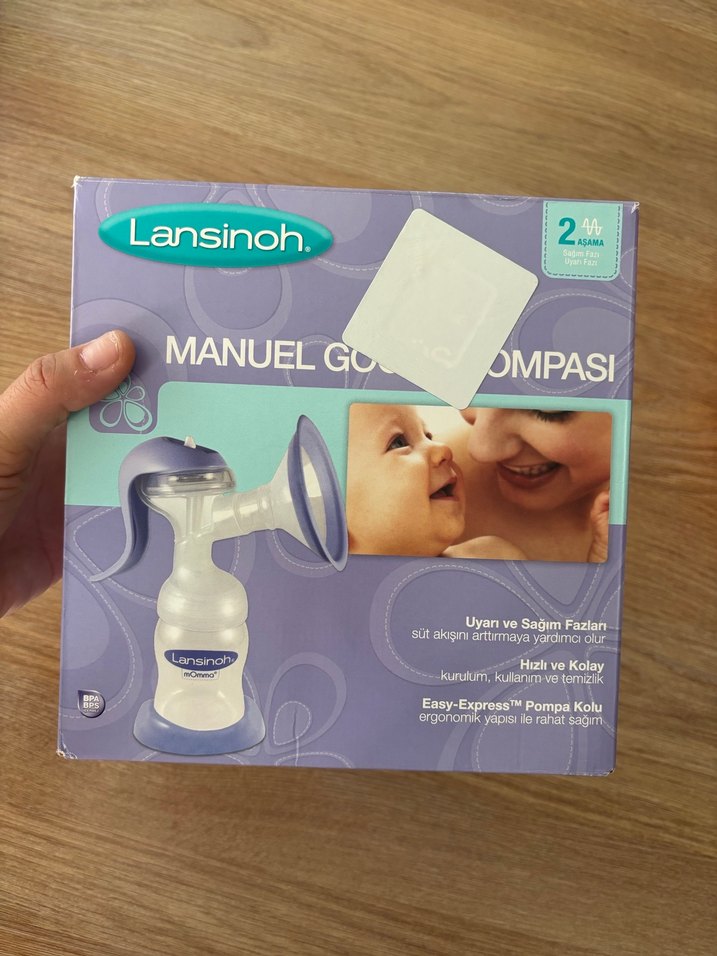 Lansinoh®
2
AŞAMA
Sağım Fazı
Uyarı Fazı
MANUEL
Lansinoh®
mOmma®
BPA
BPS
Uyarı ve Sağım Fazları
süt akışını arttırmaya yardımcı olur
Hızlı ve Kolay
kurulum, kullanım ve temizlik
Easy-Express™ Pompa Kolu
ergonomik yapısı ile rahat sağım